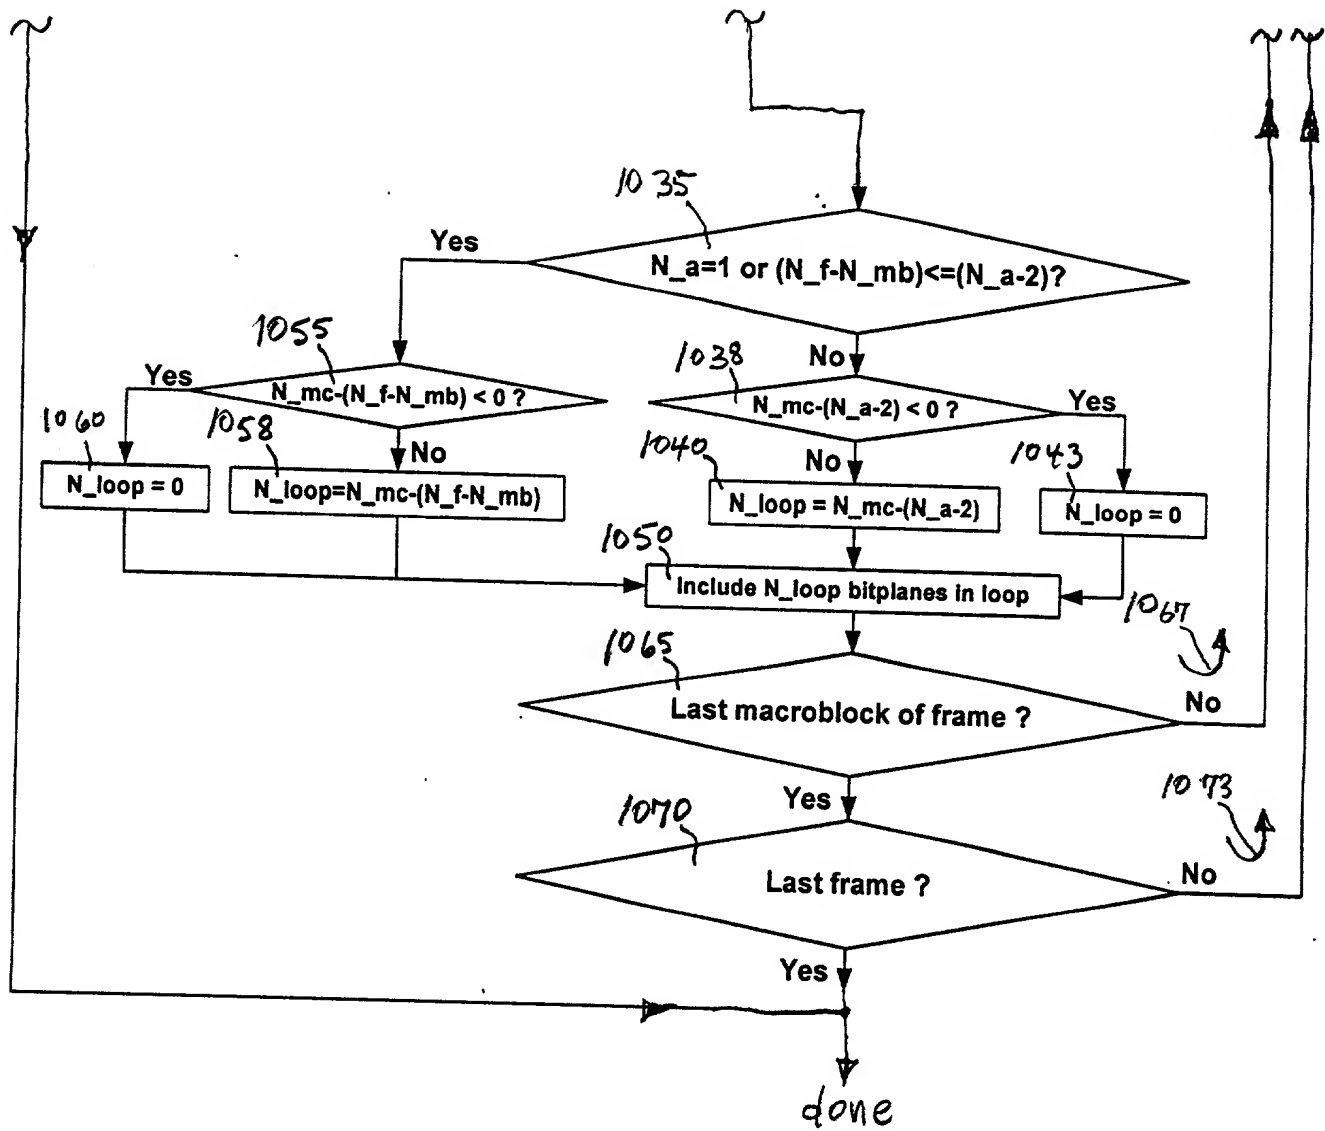 1035
Yes
N_a=1 or (N_f-N_mb)<=(N_a-2)?
1055
1038
No
Yes
N_mc-(N_f-N_mb) < 0 ?
N_mc-(N_a-2) < 0 ?
Yes
1060
1058
No
1040
No
1043
N_loop = 0
N_loop=N_mc-(N_f-N_mb)
N_loop = N_mc-(N_a-2)
N_loop = 0
1050
Include N_loop bitplanes in loop
1067
1065
Last macroblock of frame ?
No
Yes
1073
1070
Last frame ?
No
Yes
done